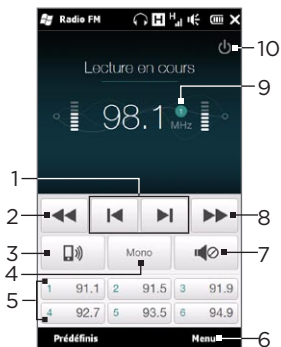 Radio FM H H
10
Lecture en cours
9
98.1 1 MHz
1
2 8
3 Mono 7
4
5
1 91.1 2 91.5 3 91.9
4 92.7 5 93.5 6 94.9
Prédéfinis Menu 6